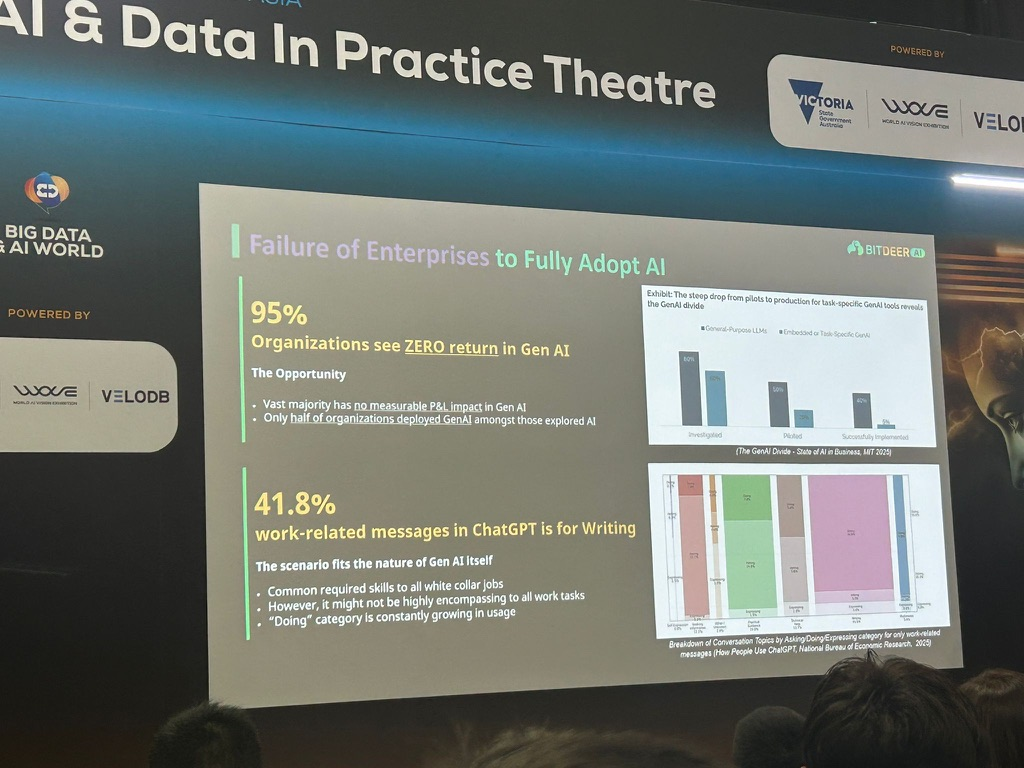 ASIA
AI & Data In Practice Theatre
POWERED BY
VICTORIA
State
Government
Australia
WAVE
WORLD AI VISION EXHIBITION
VELOD
BIG DATA
& AI WORLD
POWERED BY
WAVE
WORLD AI VISION EXHIBITION
VELODB
Failure of Enterprises to Fully Adopt AI
BITDEER AI
95%
Organizations see ZERO return in Gen AI
The Opportunity
• Vast majority has no measurable P&L impact in Gen AI
• Only half of organizations deployed GenAI amongst those explored AI
Exhibit: The steep drop from pilots to production for task-specific GenAI tools reveals
the GenAI divide
General-Purpose LLMs
Embedded or Task-Specific GenAI
80%
50%
40%
5%
Investigated
Piloted
Successfully Implemented
(The GenAI Divide - State of AI in Business, MIT 2025)
41.8%
work-related messages in ChatGPT is for Writing
The scenario fits the nature of Gen AI itself
• Common required skills to all white collar jobs
• However, it might not be highly encompassing to all work tasks
• “Doing” category is constantly growing in usage
Breakdown of Conversation Topics by Asking/Doing/Expressing category for only work-related
messages (How People Use ChatGPT, National Bureau of Economic Research, 2025)